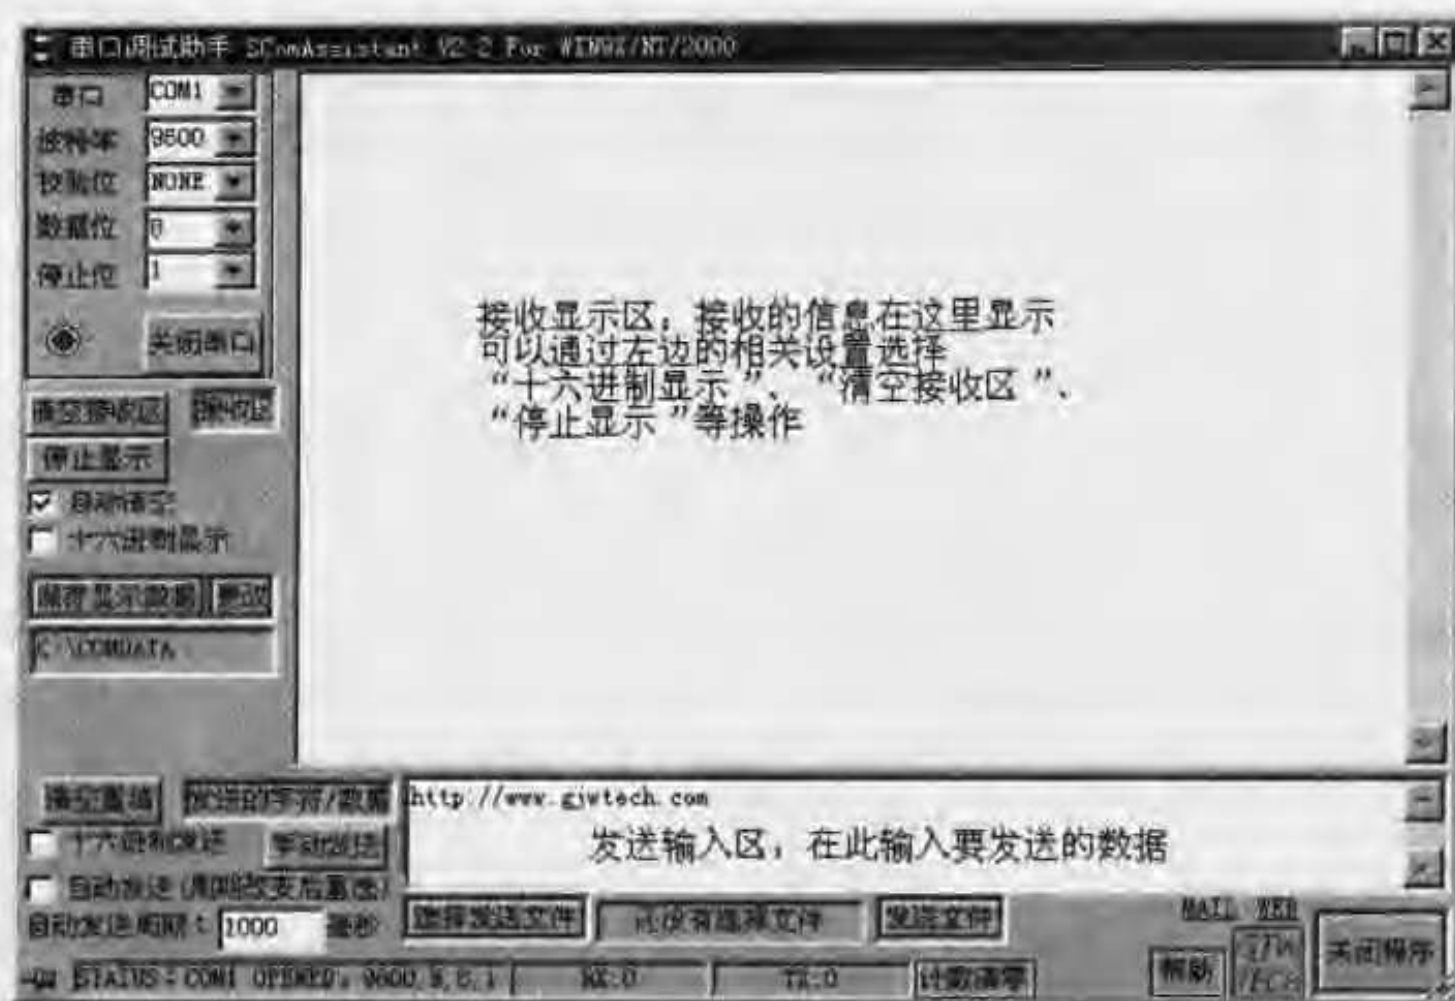 串口调试助手 SComAssistant V2.2 For WIN9X/NT/2000
串口 COM1
波特率 9600
校验位 NONE
数据位 8
停止位 1
关闭串口
清空接收区 接收区
停止显示
自动清空
十六进制显示
保存显示数据 更改
C:\COMDATA
接收显示区，接收的信息在这里显示
可以通过左边的相关设置选择
“十六进制显示”、“清空接收区”、
“停止显示”等操作
清空重填 发送的字符/数据
http://www.gjwtech.com
十六进制发送 手动发送
发送输入区，在此输入要发送的数据
自动发送(周期改变后重选)
自动发送周期: 1000 毫秒
选择发送文件 还没有选择文件 发送文件
MAIL WEB
帮助 关闭程序
STATUS：COM1 OPENED，9600,N,8,1 RX:0 TX:0 计数清零